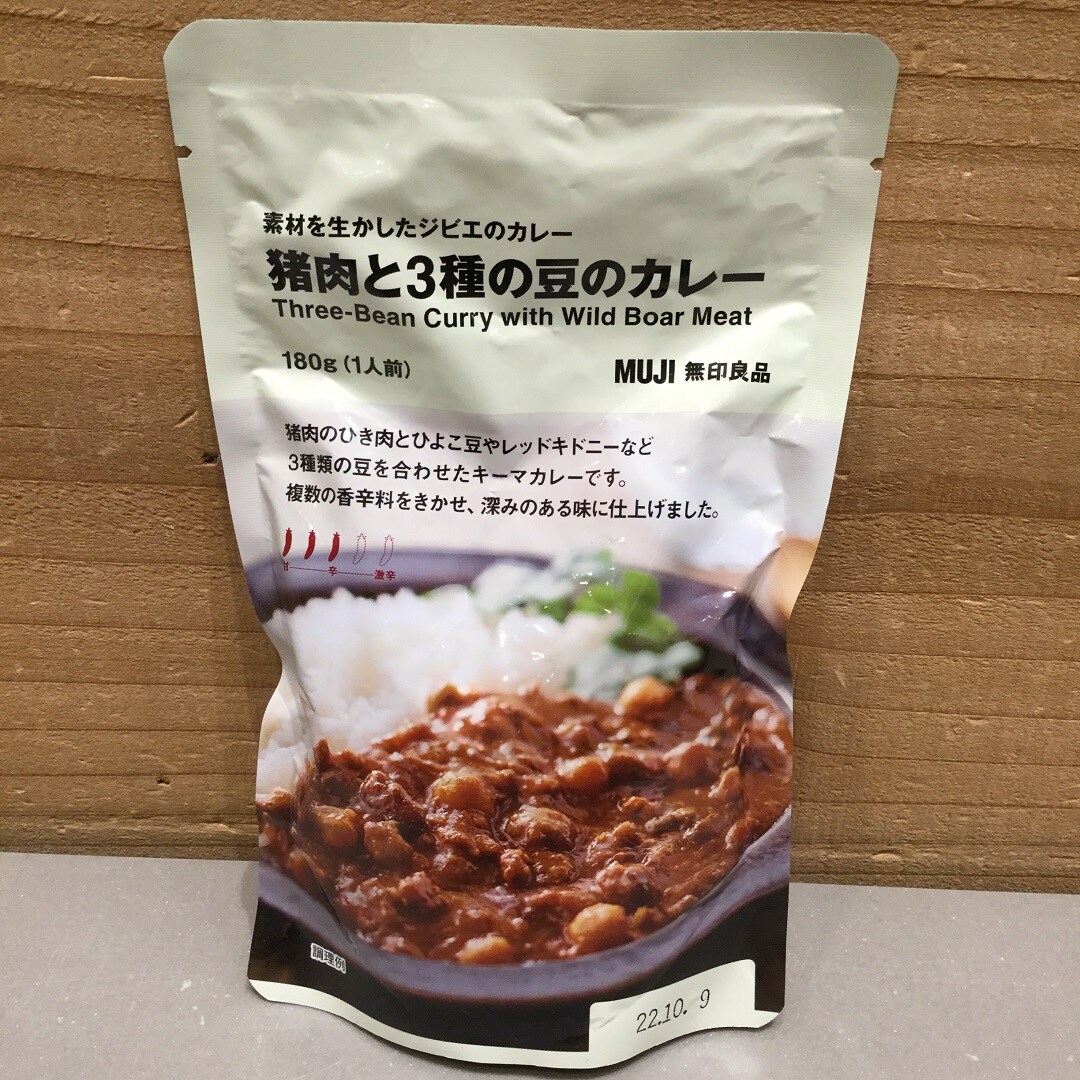 素材を生かしたジビエのカレー
猪肉と3種の豆のカレー
Three-Bean Curry with Wild Boar Meat
180g(1人前)
MUJI 無印良品
猪肉のひき肉とひよこ豆やレッドキドニーなど
3種類の豆を合わせたキーマカレーです。
複数の香辛料をきかせ、深みのある味に仕上げました。
甘 辛 激辛
調理例
22.10. 9